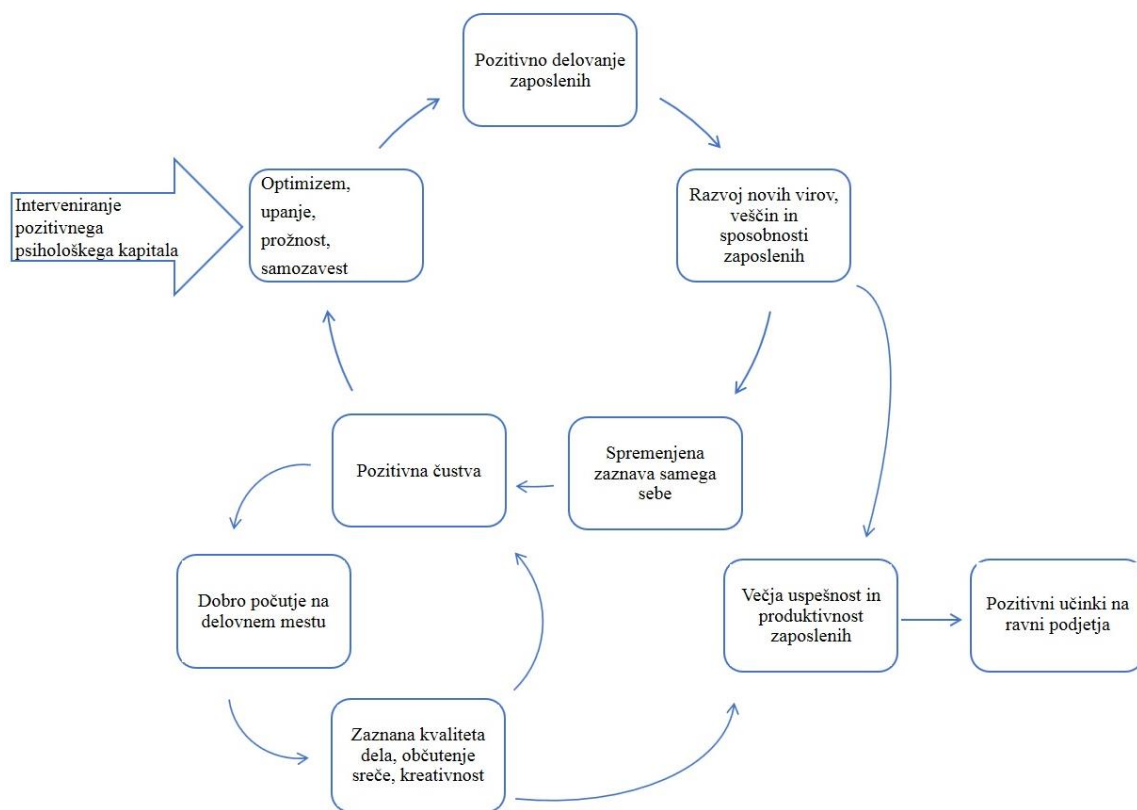 Pozitivno delovanje
zaposlenih
Interveniranje
pozitivnega
psihološkega kapitala
Optimizem,
upanje,
prožnost,
samozavest
Razvoj novih virov,
veščin in
sposobnosti
zaposlenih
Pozitivna čustva
Spremenjena
zaznava samega
sebe
Dobro počutje na
delovnem mestu
Večja uspešnost in
produktivnost
zaposlenih
Pozitivni učinki na
ravni podjetja
Zaznana kvaliteta
dela, občutenje
sreče, kreativnost